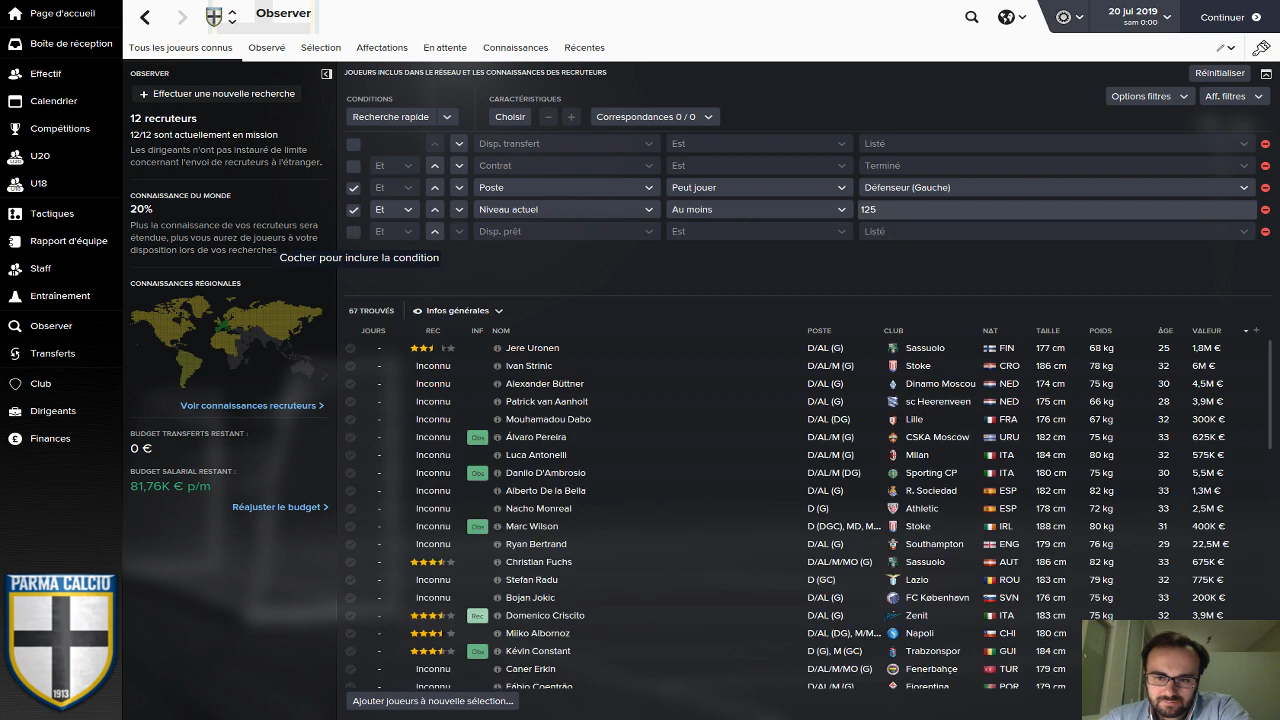 Page d'accueil
Boîte de réception
Effectif
Calendrier
Compétitions
U20
U20
U18
U18
Tactiques
Rapport d'équipe
Staff
Entraînement
Observer
Transferts
Club
Dirigeants
Finances
PARMA CALCIO
1913
Observer
20 jul 2019
sam 0:00
Continuer
Tous les joueurs connus Observé Sélection Affectations En attente Connaissances Récentes
OBSERVER
+ Effectuer une nouvelle recherche
12 recruteurs
12/12 sont actuellement en mission
Les dirigeants n'ont pas instauré de limite
concernant l'envoi de recruteurs à l'étranger.
CONNAISSANCE DU MONDE
20%
Plus la connaissance de vos recruteurs sera
étendue, plus vous aurez de joueurs à votre
disposition lors de vos recherches
Cocher pour inclure la condition
CONNAISSANCES RÉGIONALES
Voir connaissances recruteurs >
BUDGET TRANSFERTS RESTANT :
0 €
BUDGET SALARIAL RESTANT :
81,76K € p/m
Réajuster le budget >
JOUEURS INCLUS DANS LE RÉSEAU ET LES CONNAISSANCES DES RECRUTEURS
Réinitialiser
CONDITIONS CARACTÉRISTIQUES
Options filtres Aff. filtres
Recherche rapide Choisir − + Correspondances 0 / 0
Disp. transfert Est Listé
Et Contrat Est Terminé
Et Poste Peut jouer Défenseur (Gauche)
Et Niveau actuel Au moins 125
Et Disp. prêt Est Listé
67 TROUVÉS Infos générales
JOURS REC INF NOM POSTE CLUB NAT TAILLE POIDS ÂGE VALEUR
- Jere Uronen D/AL (G) Sassuolo FIN 177 cm 68 kg 25 1,8M €
- Inconnu Ivan Strinic D/AL/M (G) Stoke CRO 186 cm 78 kg 32 6M €
- Inconnu Alexander Büttner D/AL (G) Dinamo Moscou NED 174 cm 75 kg 30 4,5M €
- Inconnu Patrick van Aanholt D/AL (G) sc Heerenveen NED 175 cm 66 kg 28 3,9M €
- Inconnu Mouhamadou Dabo D/AL (DG) Lille FRA 176 cm 67 kg 32 300K €
- Inconnu Obs Álvaro Pereira D/AL/M (G) CSKA Moscow URU 182 cm 75 kg 33 625K €
- Inconnu Luca Antonelli D/AL/M (G) Milan ITA 184 cm 80 kg 32 575K €
- Inconnu Obs Danilo D'Ambrosio D/AL/M (DG) Sporting CP ITA 180 cm 75 kg 30 5,5M €
- Inconnu Alberto De la Bella D/AL (G) R. Sociedad ESP 182 cm 82 kg 33 1,3M €
- Inconnu Nacho Monreal D (G) Athletic ESP 178 cm 72 kg 33 2,5M €
- Inconnu Obs Marc Wilson D (DGC), MD, M... Stoke IRL 188 cm 80 kg 31 400K €
- Inconnu Ryan Bertrand D/AL (G) Southampton ENG 179 cm 76 kg 29 22,5M €
- Christian Fuchs D/AL/M/MO (G) Sassuolo AUT 186 cm 82 kg 33 675K €
- Inconnu Stefan Radu D (GC) Lazio ROU 183 cm 79 kg 32 775K €
- Inconnu Bojan Jokic D/AL (G) FC København SVN 176 cm 75 kg 33 200K €
- Rec Domenico Criscito D/AL (G) Zenit ITA 183 cm 75 kg 32 3,9M €
- Miiko Albornoz D/AL (DG), M/M... Napoli CHI 180 cm
- Obs Kévin Constant D (G), M (GC) Trabzonspor GUI 184 cm
- Inconnu Caner Erkin D/AL/M/MO (G) Fenerbahçe TUR 179 cm
Inconnu Fábio Coentrão D/AL/M (G) Fiorentina POR 179 cm
Ajouter joueurs à nouvelle sélection...